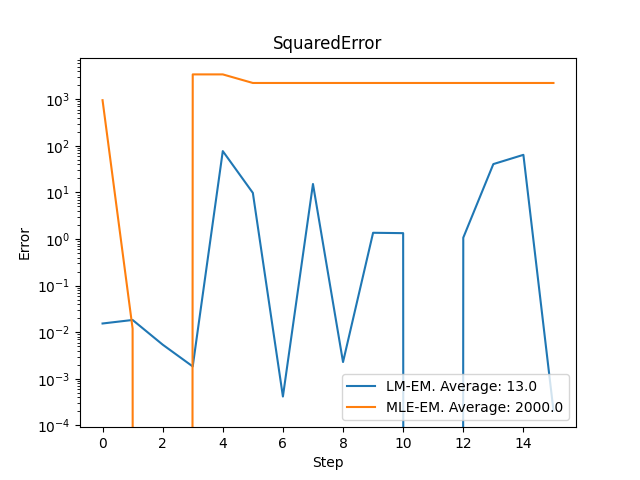 SquaredError
Error
10³
10²
10¹
10⁰
10⁻¹
10⁻²
10⁻³
10⁻⁴
LM-EM. Average: 13.0
MLE-EM. Average: 2000.0
0 2 4 6 8 10 12 14
Step